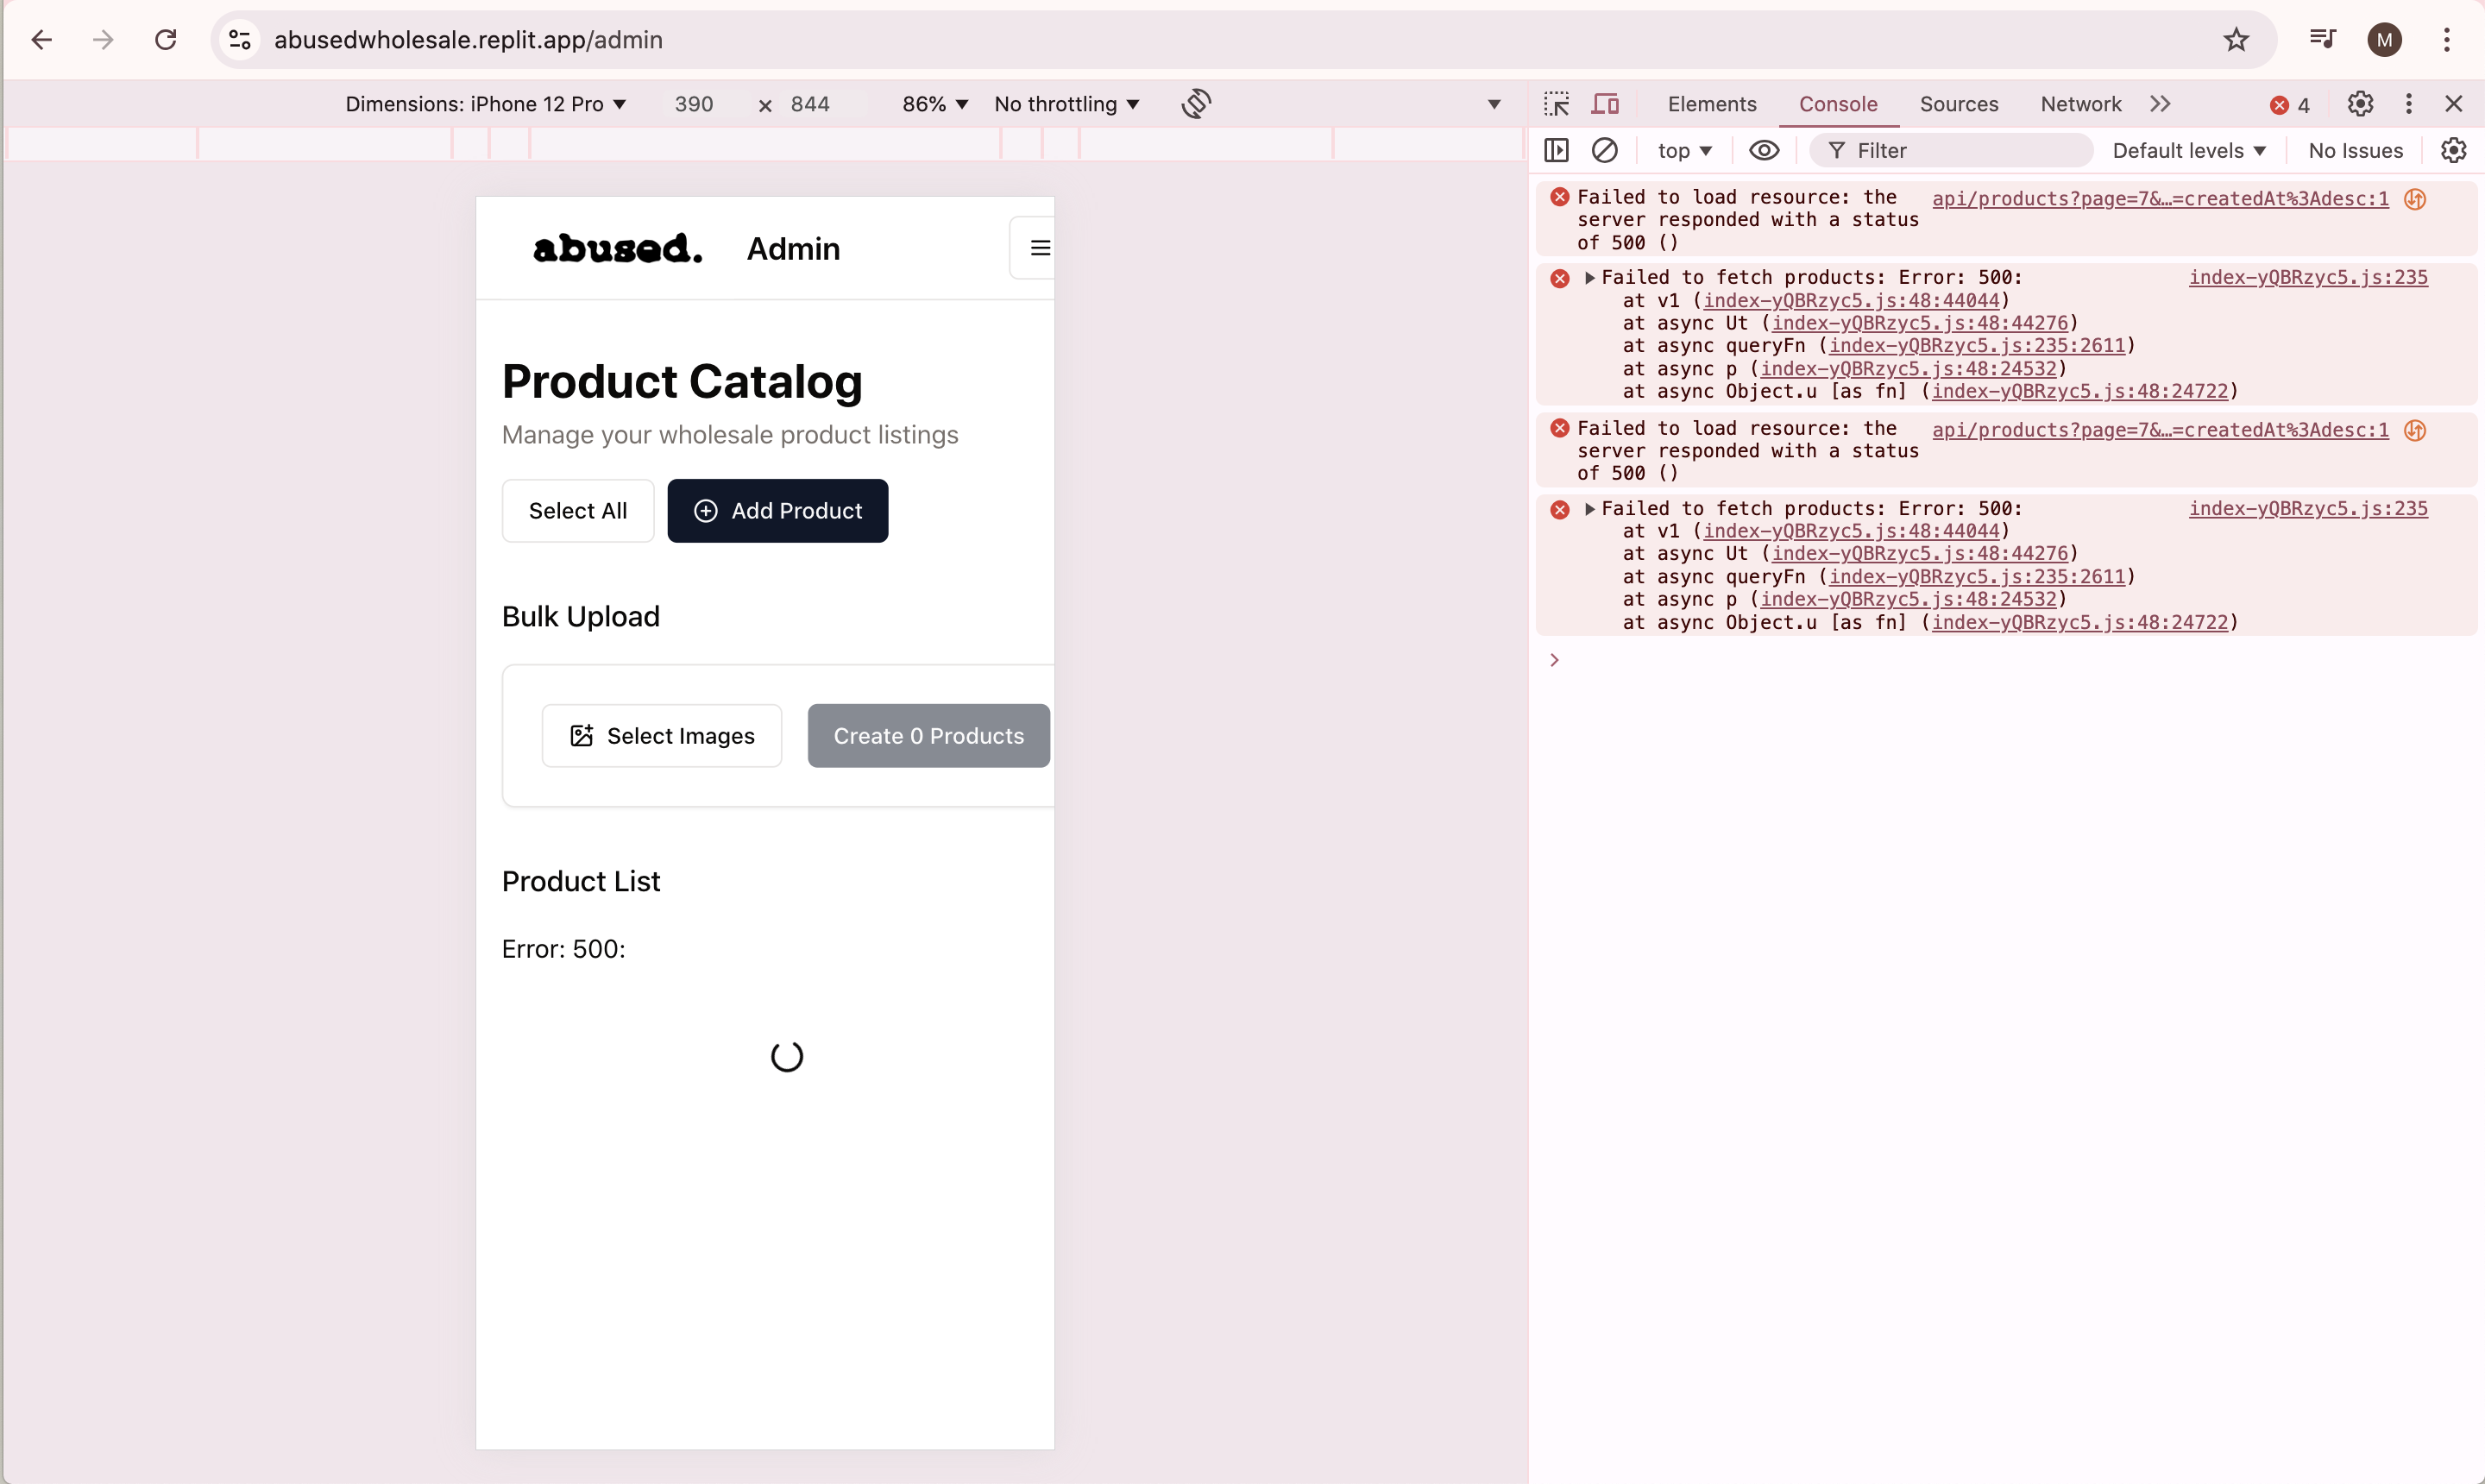 abusedwholesale.replit.app/admin
M
Dimensions: iPhone 12 Pro 390 × 844 86% No throttling
Elements Console Sources Network 4
top Filter Default levels No Issues
abused. Admin
Product Catalog
Manage your wholesale product listings
Select All Add Product
Bulk Upload
Select Images Create 0 Products
Product List
Error: 500:
Failed to load resource: the api/products?page=7&…=createdAt%3Adesc:1
server responded with a status
of 500 ()
Failed to fetch products: Error: 500: index-yQBRzyc5.js:235
at v1 (index-yQBRzyc5.js:48:44044)
at async Ut (index-yQBRzyc5.js:48:44276)
at async queryFn (index-yQBRzyc5.js:235:2611)
at async p (index-yQBRzyc5.js:48:24532)
at async Object.u [as fn] (index-yQBRzyc5.js:48:24722)
Failed to load resource: the api/products?page=7&…=createdAt%3Adesc:1
server responded with a status
of 500 ()
Failed to fetch products: Error: 500: index-yQBRzyc5.js:235
at v1 (index-yQBRzyc5.js:48:44044)
at async Ut (index-yQBRzyc5.js:48:44276)
at async queryFn (index-yQBRzyc5.js:235:2611)
at async p (index-yQBRzyc5.js:48:24532)
at async Object.u [as fn] (index-yQBRzyc5.js:48:24722)